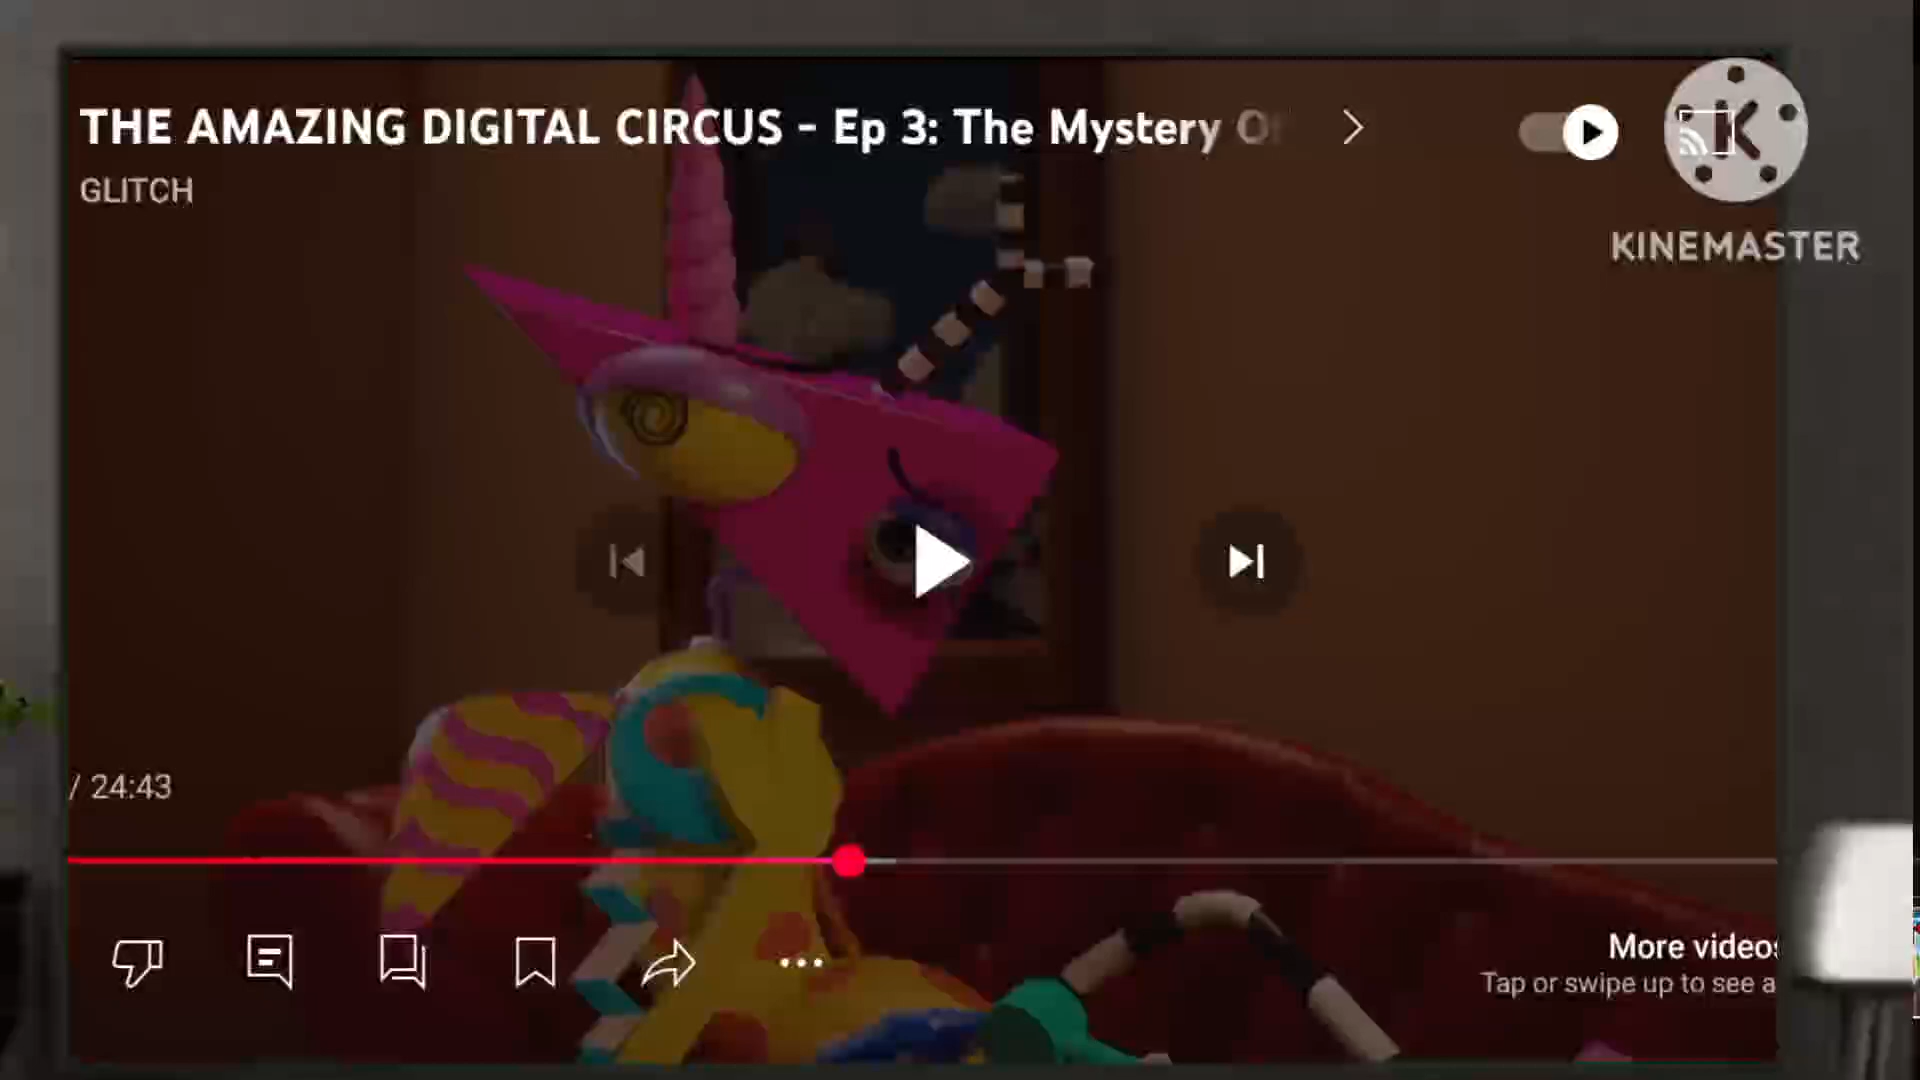 THE AMAZING DIGITAL CIRCUS - Ep 3: The Mystery O
GLITCH
K
KINEMASTER
/ 24:43
More videos
Tap or swipe up to see a